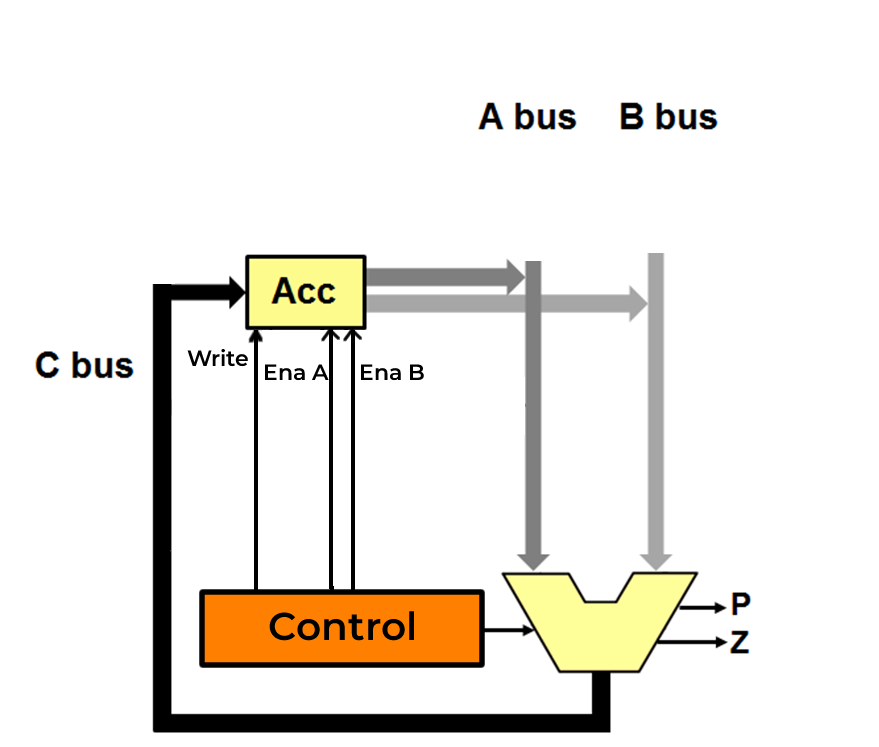 A bus B bus
Acc
C bus
Write
Ena A
Ena B
Control
P
Z